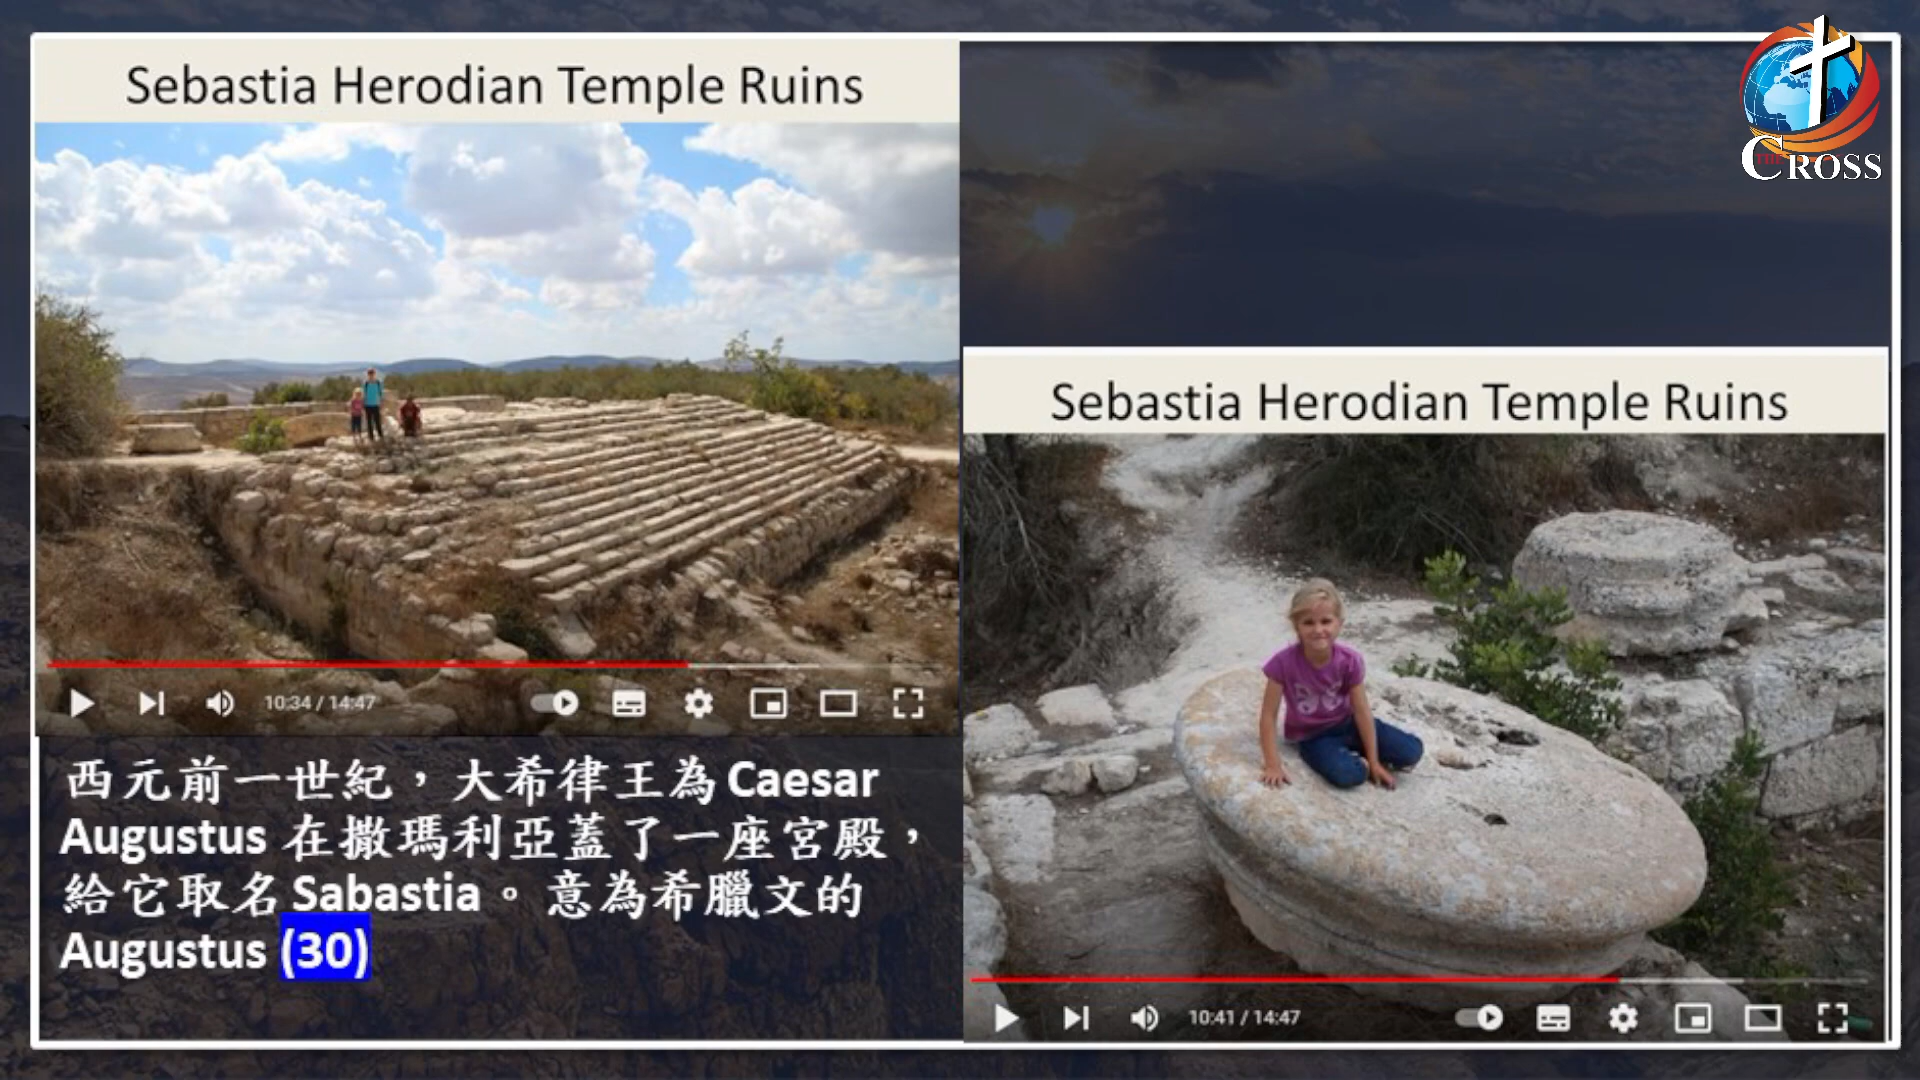 Sebastia Herodian Temple Ruins
10:34 / 14:47
西元前一世紀，大希律王為 Caesar
Augustus 在撒瑪利亞蓋了一座宮殿，
給它取名 Sabastia。意為希臘文的
Augustus (30)
THE CROSS
Sebastia Herodian Temple Ruins
10:41 / 14:47